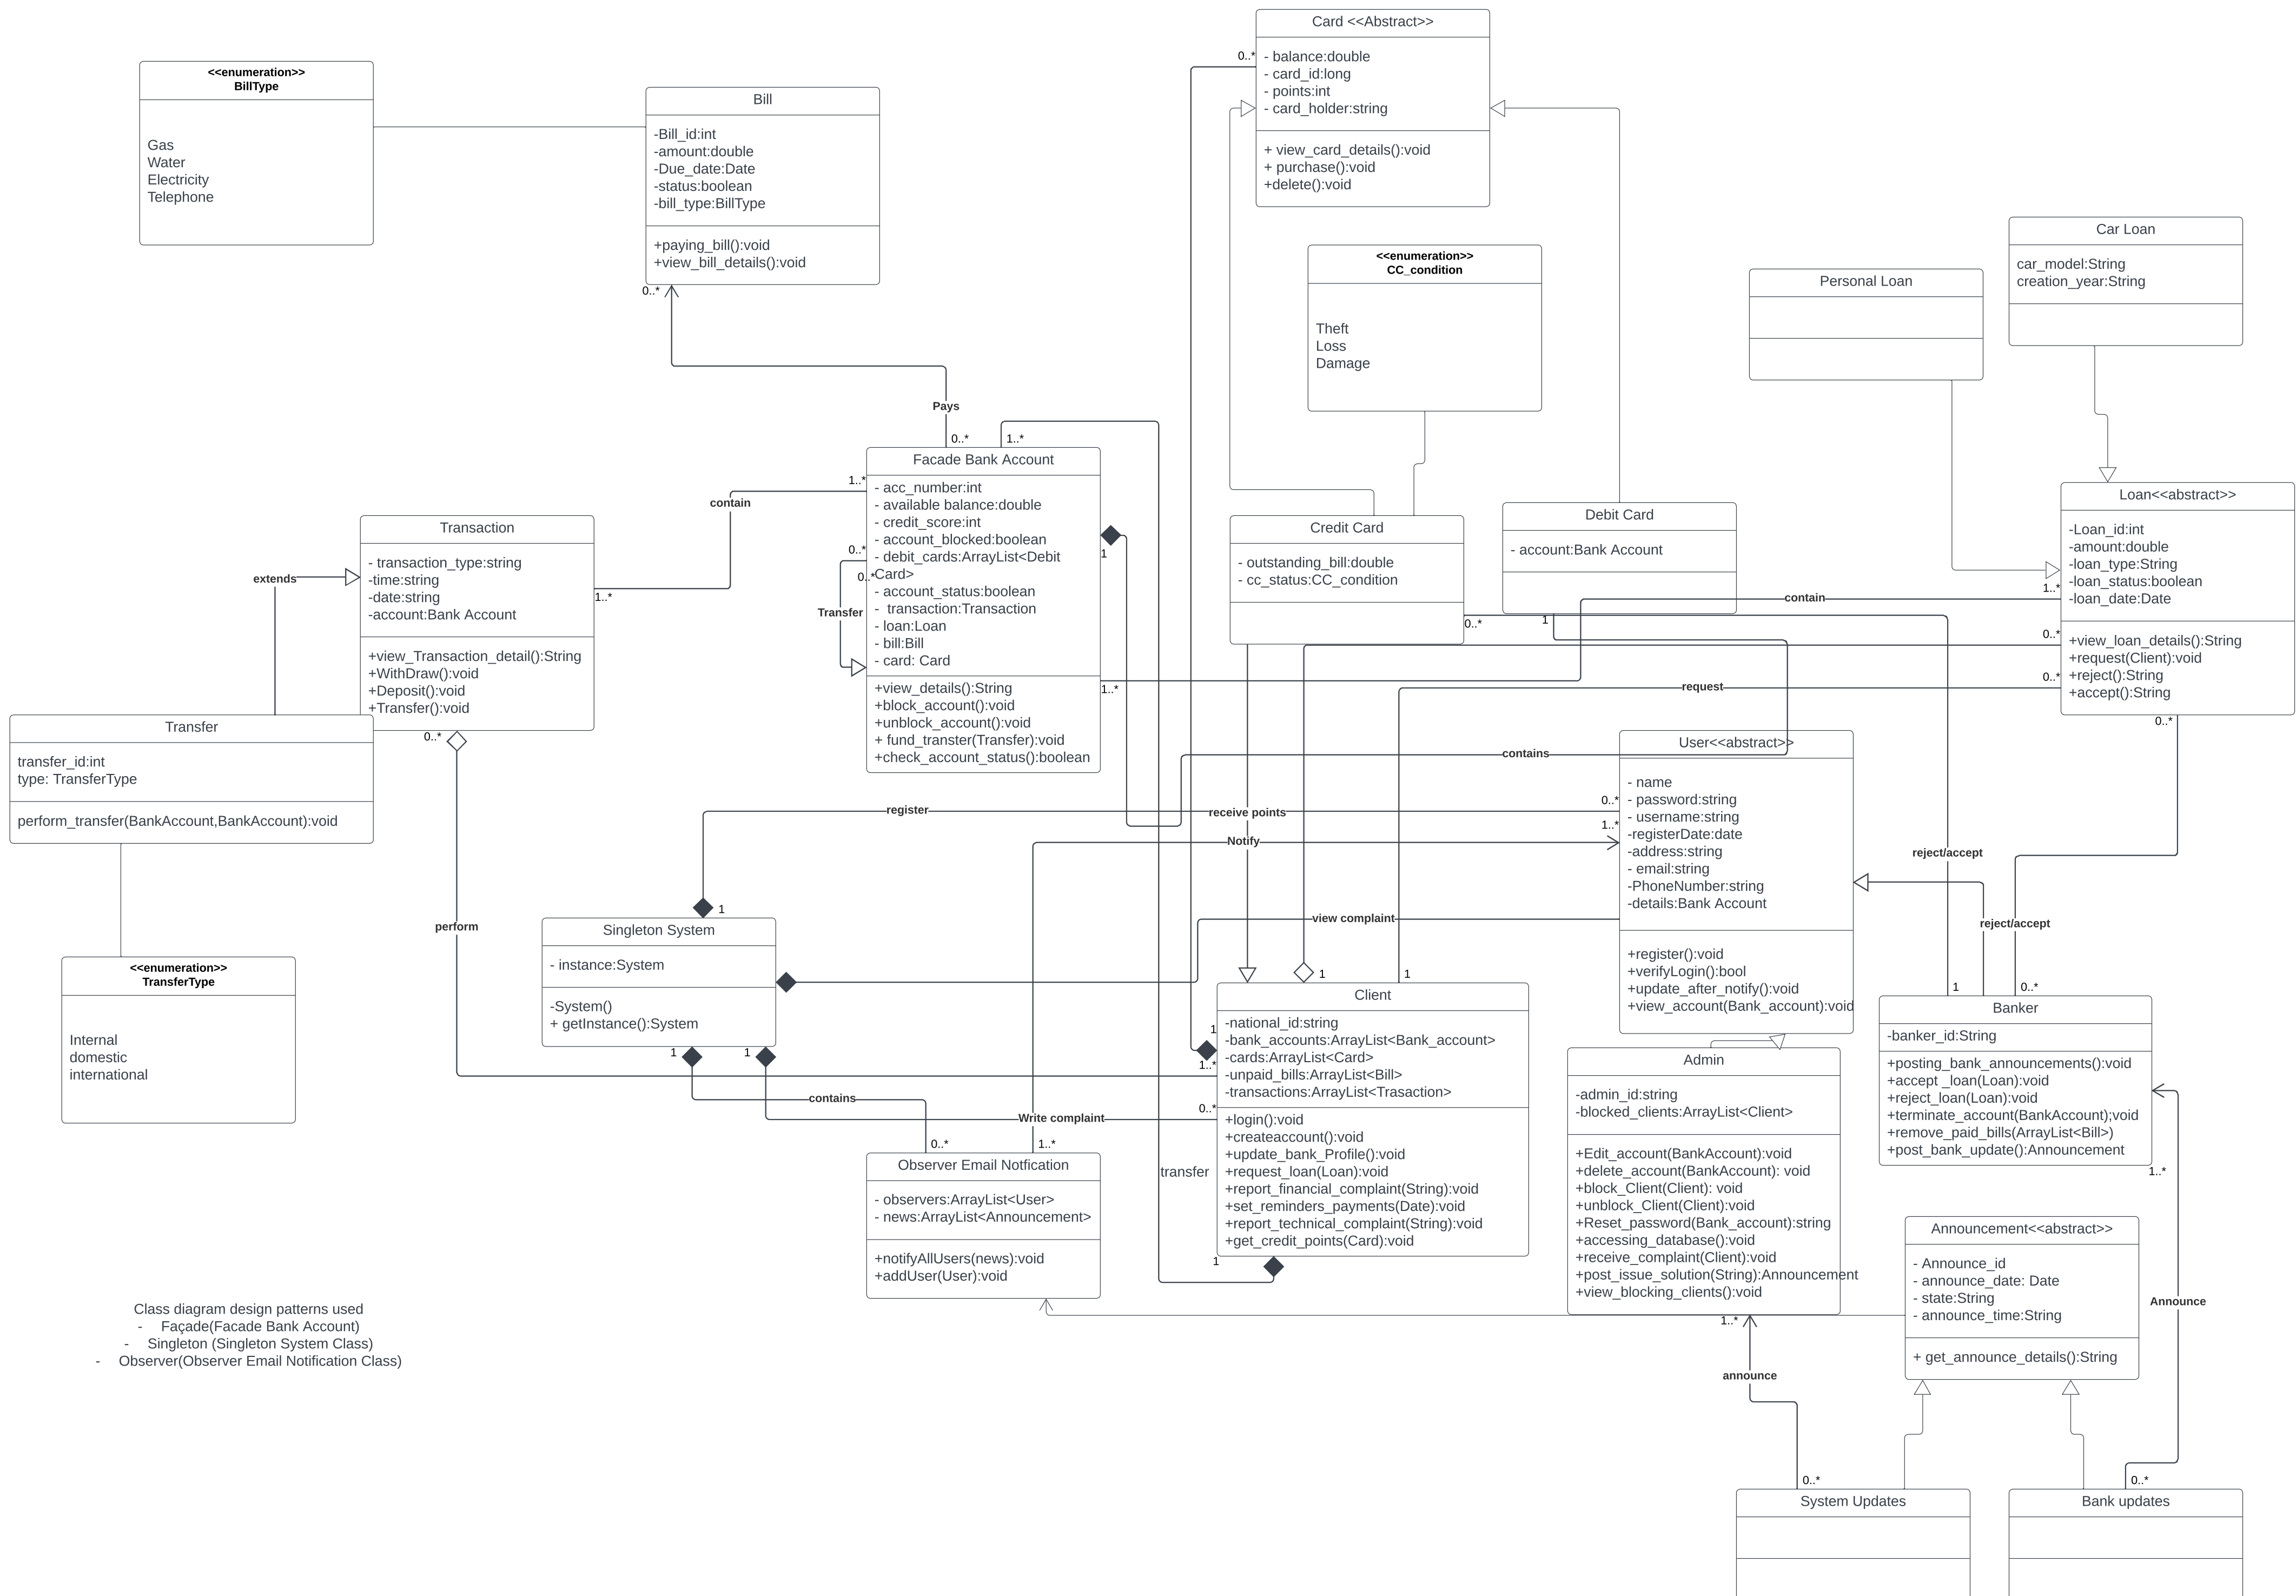 Card <<Abstract>>
0..*
- balance:double
- card_id:long
- points:int
- card_holder:string
+ view_card_details():void
+ purchase():void
+delete():void
<<enumeration>>
BillType
Gas
Water
Electricity
Telephone
Bill
-Bill_id:int
-amount:double
-Due_date:Date
-status:boolean
-bill_type:BillType
+paying_bill():void
+view_bill_details():void
0..*
Pays
0..*
1..*
<<enumeration>>
CC_condition
Theft
Loss
Damage
Personal Loan
Car Loan
car_model:String
creation_year:String
Facade Bank Account
- acc_number:int
- available balance:double
- credit_score:int
- account_blocked:boolean
- debit_cards:ArrayList<Debit
Card>
- account_status:boolean
-  transaction:Transaction
- loan:Loan
- bill:Bill
- card: Card
+view_details():String
+block_account():void
+unblock_account():void
+ fund_transter(Transfer):void
+check_account_status():boolean
1..*
contain
1..*
0..*
0..*
Transfer
1
1..*
Transaction
- transaction_type:string
-time:string
-date:string
-account:Bank Account
+view_Transaction_detail():String
+WithDraw():void
+Deposit():void
+Transfer():void
extends
0..*
Transfer
transfer_id:int
type: TransferType
perform_transfer(BankAccount,BankAccount):void
<<enumeration>>
TransferType
Internal
domestic
international
perform
Credit Card
- outstanding_bill:double
- cc_status:CC_condition
0..*
Debit Card
- account:Bank Account
1
Loan<<abstract>>
-Loan_id:int
-amount:double
-loan_type:String
-loan_status:boolean
-loan_date:Date
+view_loan_details():String
+request(Client):void
+reject():String
+accept():String
1..*
contain
0..*
0..*
request
0..*
contains
User<<abstract>>
- name
- password:string
- username:string
-registerDate:date
-address:string
- email:string
-PhoneNumber:string
-details:Bank Account
+register():void
+verifyLogin():bool
+update_after_notify():void
+view_account(Bank_account):void
register
0..*
receive points
1..*
Notify
reject/accept
reject/accept
view complaint
1
Singleton System
- instance:System
-System()
+ getInstance():System
1
1
contains
Write complaint
0..*
1..*
1
1
Client
-national_id:string
-bank_accounts:ArrayList<Bank_account>
-cards:ArrayList<Card>
-unpaid_bills:ArrayList<Bill>
-transactions:ArrayList<Trasaction>
+login():void
+createaccount():void
+update_bank_Profile():void
+request_loan(Loan):void
+report_financial_complaint(String):void
+set_reminders_payments(Date):void
+report_technical_complaint(String):void
+get_credit_points(Card):void
1
1..*
0..*
transfer
1
1
0..*
Banker
-banker_id:String
+posting_bank_announcements():void
+accept _loan(Loan):void
+reject_loan(Loan):void
+terminate_account(BankAccount);void
+remove_paid_bills(ArrayList<Bill>)
+post_bank_update():Announcement
1..*
Admin
-admin_id:string
-blocked_clients:ArrayList<Client>
+Edit_account(BankAccount):void
+delete_account(BankAccount): void
+block_Client(Client): void
+unblock_Client(Client):void
+Reset_password(Bank_account):string
+accessing_database():void
+receive_complaint(Client):void
+post_issue_solution(String):Announcement
+view_blocking_clients():void
1..*
Observer Email Notfication
- observers:ArrayList<User>
- news:ArrayList<Announcement>
+notifyAllUsers(news):void
+addUser(User):void
Announcement<<abstract>>
- Announce_id
- announce_date: Date
- state:String
- announce_time:String
+ get_announce_details():String
Announce
announce
0..*
0..*
System Updates
Bank updates
Class diagram design patterns used
- Façade(Facade Bank Account)
- Singleton (Singleton System Class)
- Observer(Observer Email Notification Class)